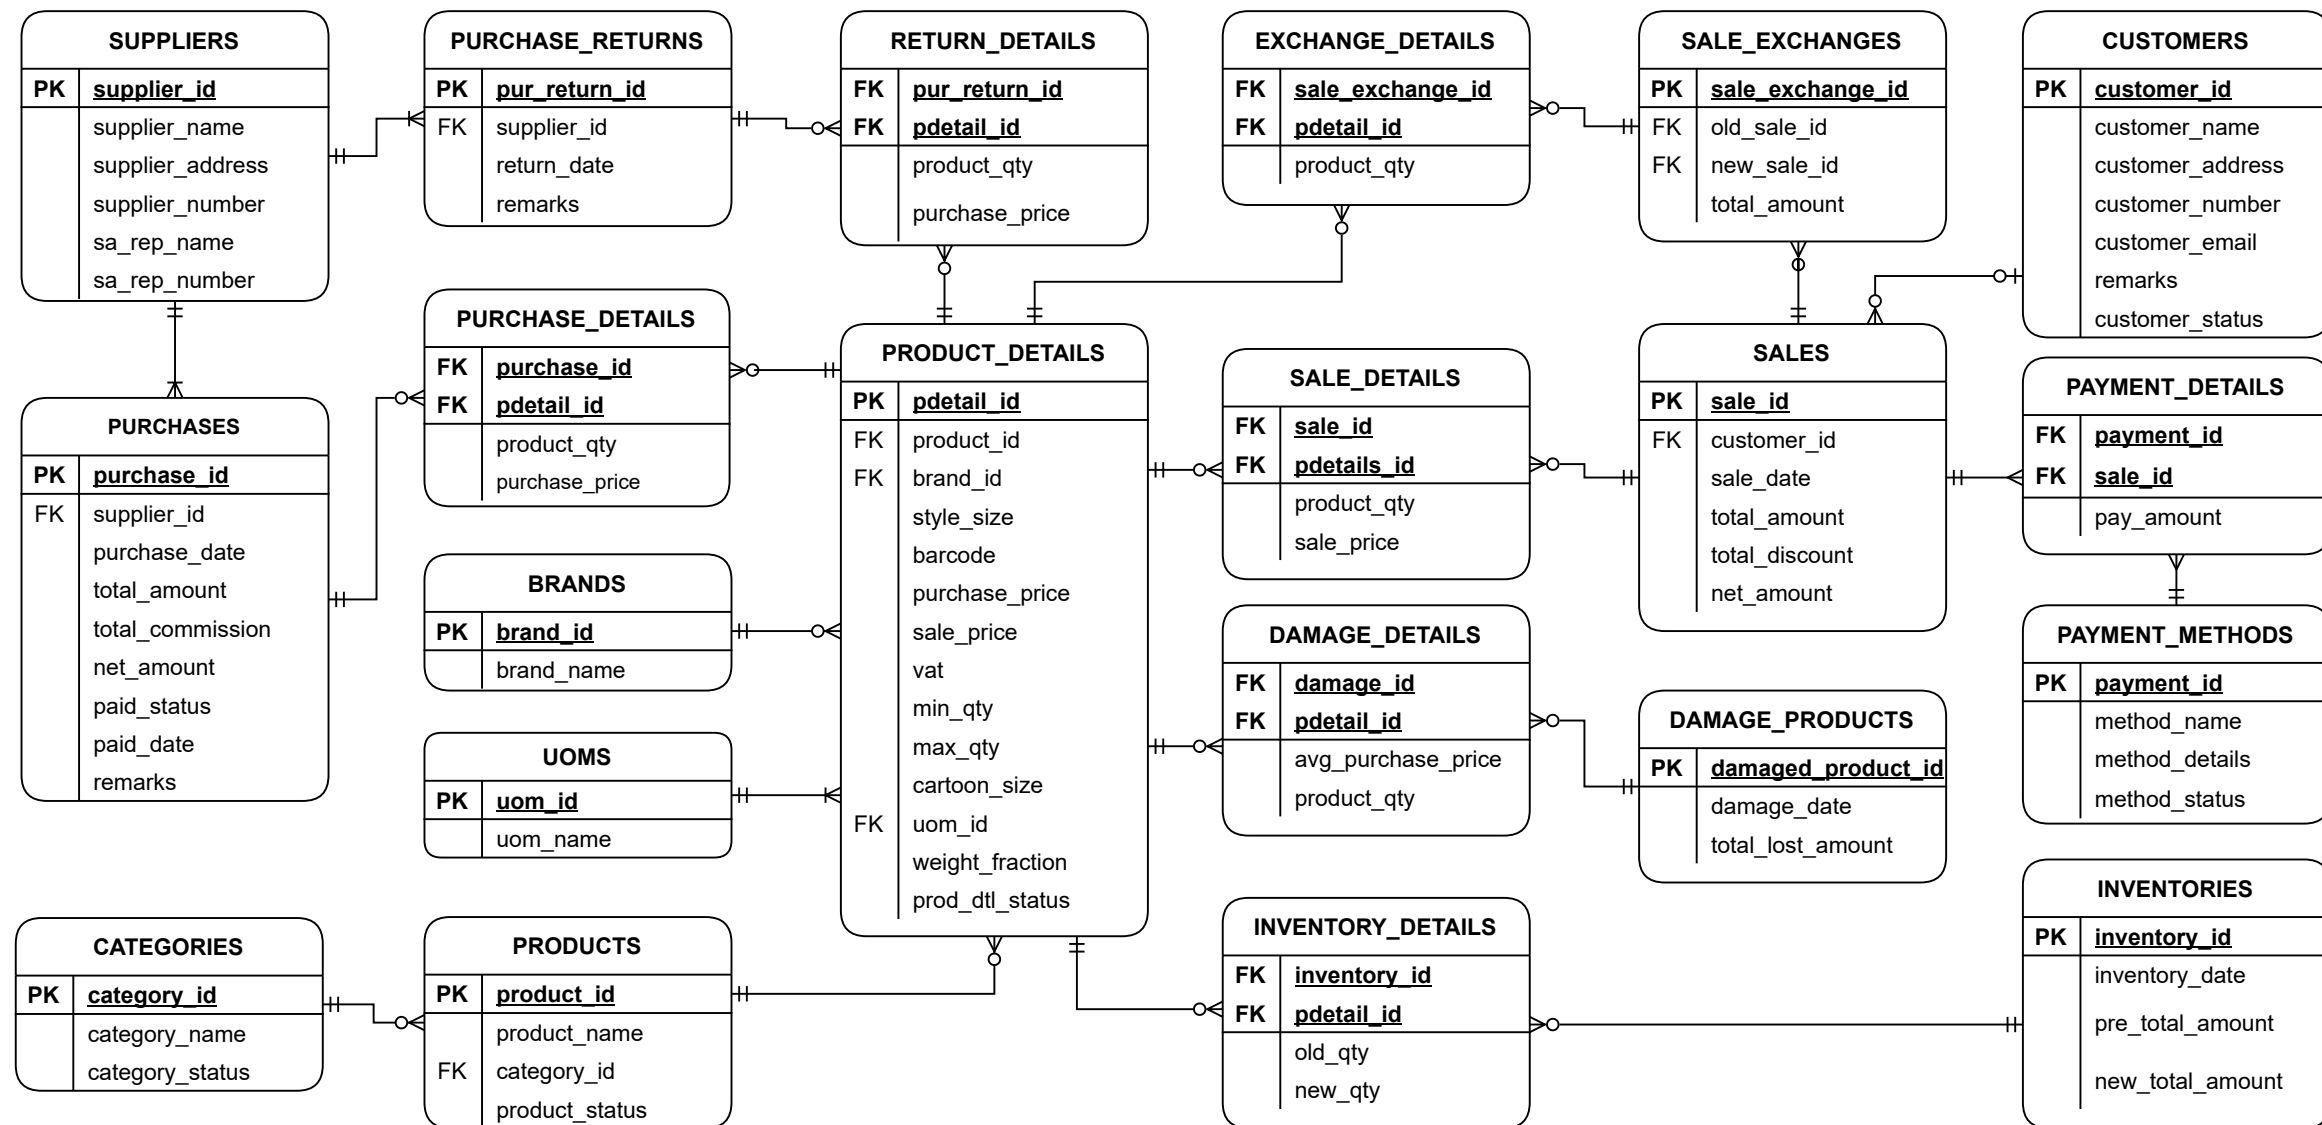 SUPPLIERS
PK supplier_id
supplier_name
supplier_address
supplier_number
sa_rep_name
sa_rep_number
PURCHASE_RETURNS
PK pur_return_id
FK supplier_id
return_date
remarks
RETURN_DETAILS
FK pur_return_id
FK pdetail_id
product_qty
purchase_price
EXCHANGE_DETAILS
FK sale_exchange_id
FK pdetail_id
product_qty
SALE_EXCHANGES
PK sale_exchange_id
FK old_sale_id
FK new_sale_id
total_amount
CUSTOMERS
PK customer_id
customer_name
customer_address
customer_number
customer_email
remarks
customer_status
PURCHASES
PK purchase_id
FK supplier_id
purchase_date
total_amount
total_commission
net_amount
paid_status
paid_date
remarks
PURCHASE_DETAILS
FK purchase_id
FK pdetail_id
product_qty
purchase_price
BRANDS
PK brand_id
brand_name
UOMS
PK uom_id
uom_name
PRODUCT_DETAILS
PK pdetail_id
FK product_id
FK brand_id
style_size
barcode
purchase_price
sale_price
vat
min_qty
max_qty
cartoon_size
FK uom_id
weight_fraction
prod_dtl_status
SALE_DETAILS
FK sale_id
FK pdetails_id
product_qty
sale_price
SALES
PK sale_id
FK customer_id
sale_date
total_amount
total_discount
net_amount
PAYMENT_DETAILS
FK payment_id
FK sale_id
pay_amount
DAMAGE_DETAILS
FK damage_id
FK pdetail_id
avg_purchase_price
product_qty
DAMAGE_PRODUCTS
PK damaged_product_id
damage_date
total_lost_amount
PAYMENT_METHODS
PK payment_id
method_name
method_details
method_status
CATEGORIES
PK category_id
category_name
category_status
PRODUCTS
PK product_id
product_name
FK category_id
product_status
INVENTORY_DETAILS
FK inventory_id
FK pdetail_id
old_qty
new_qty
INVENTORIES
PK inventory_id
inventory_date
pre_total_amount
new_total_amount